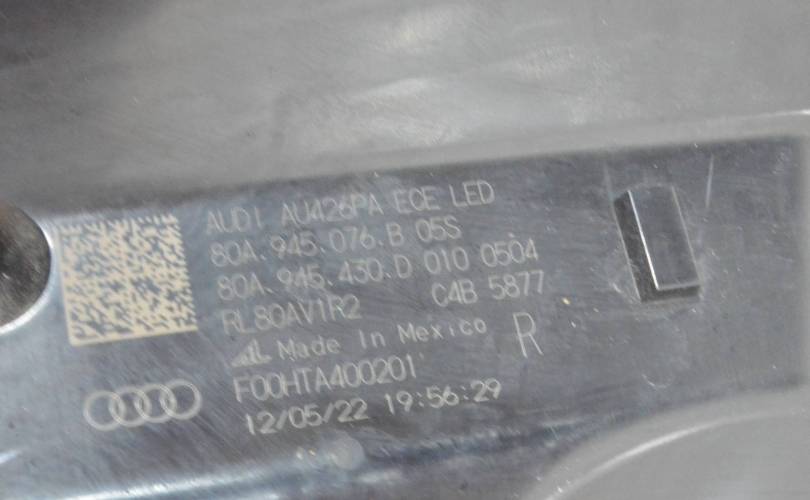 AUDI AU426PA ECE LED
80A.945.076.B 05S
80A.945.430.D 010 0504
RL80AV1R2 C4B 5877
AL Made In Mexico R
F00HTA400201
12/05/22 19:56:29